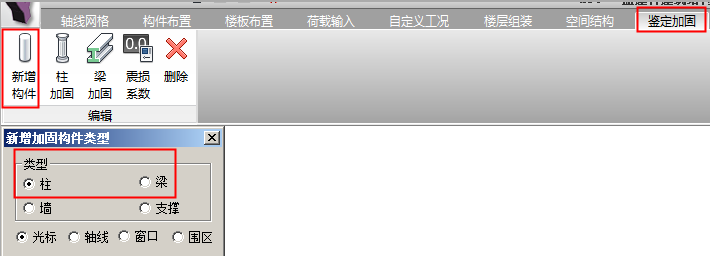 轴线网格 构件布置 楼板布置 荷载输入 自定义工况 楼层组装 空间结构 鉴定加固
0.0
新增 柱 梁 震损 删除
构件 加固 加固 系数
编辑
新增加固构件类型
类型
柱 梁
墙 支撑
光标 轴线 窗口 围区